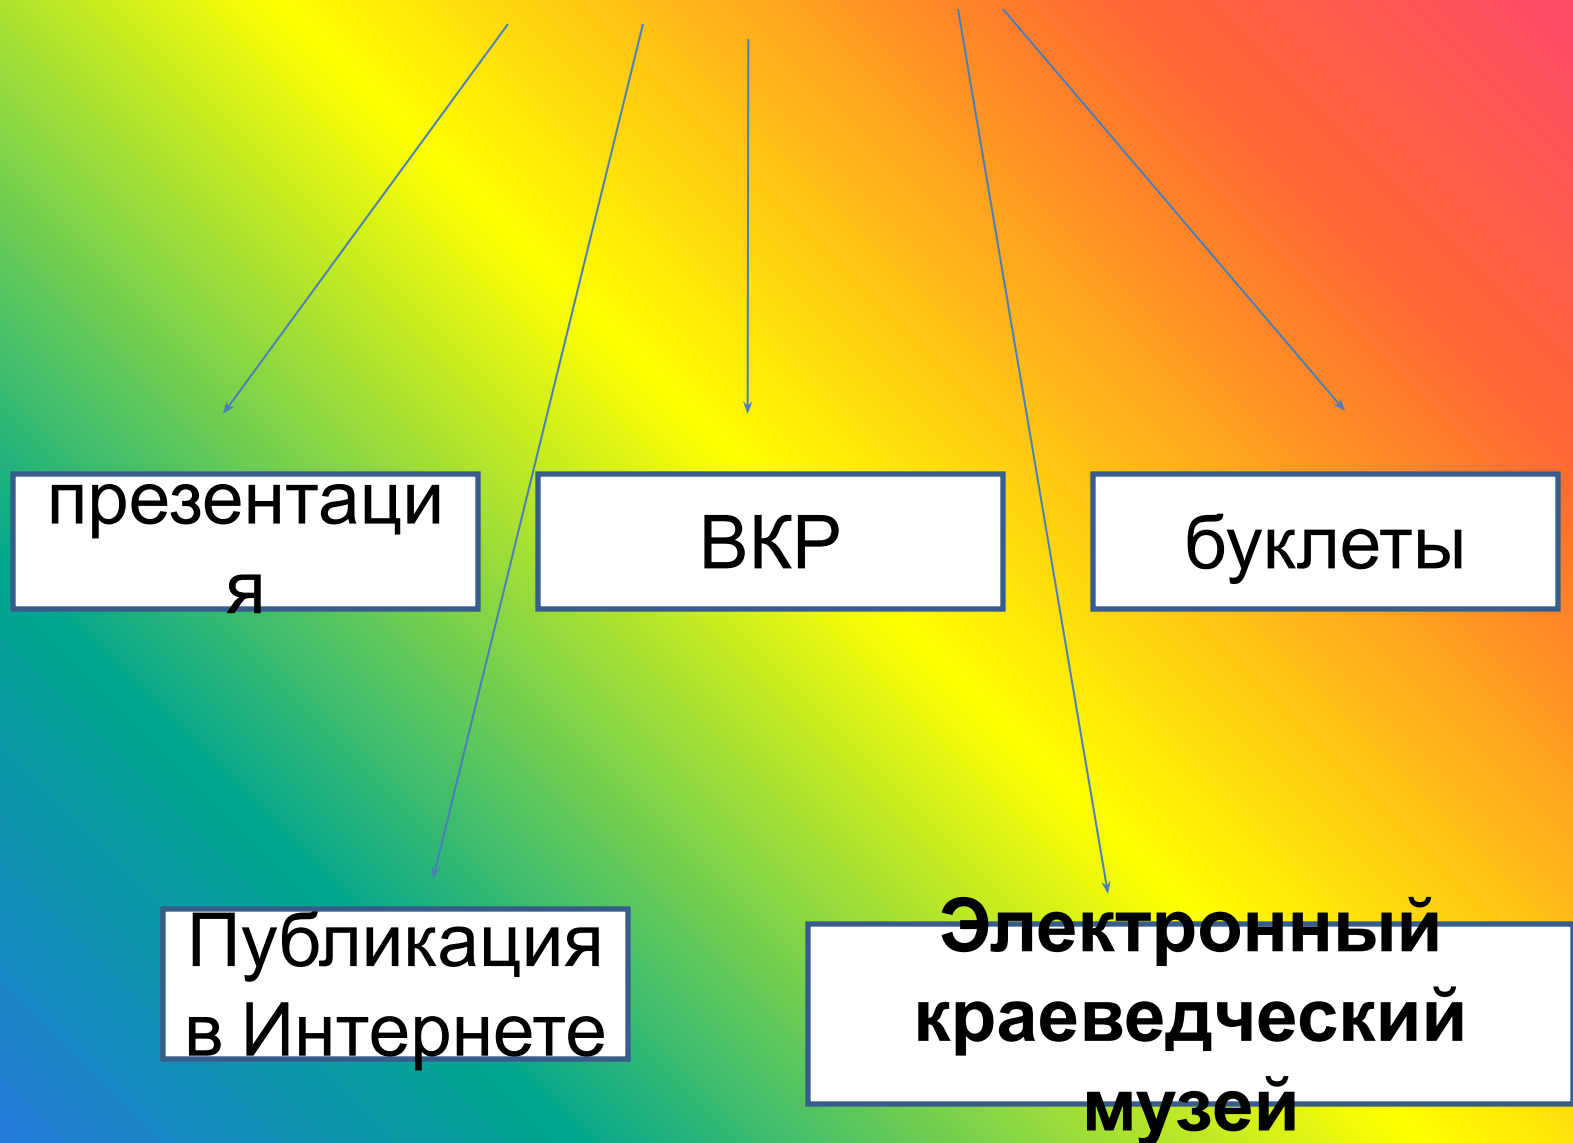 презентаци
я
ВКР
буклеты
Публикация
в Интернете
Электронный
краеведческий
музей